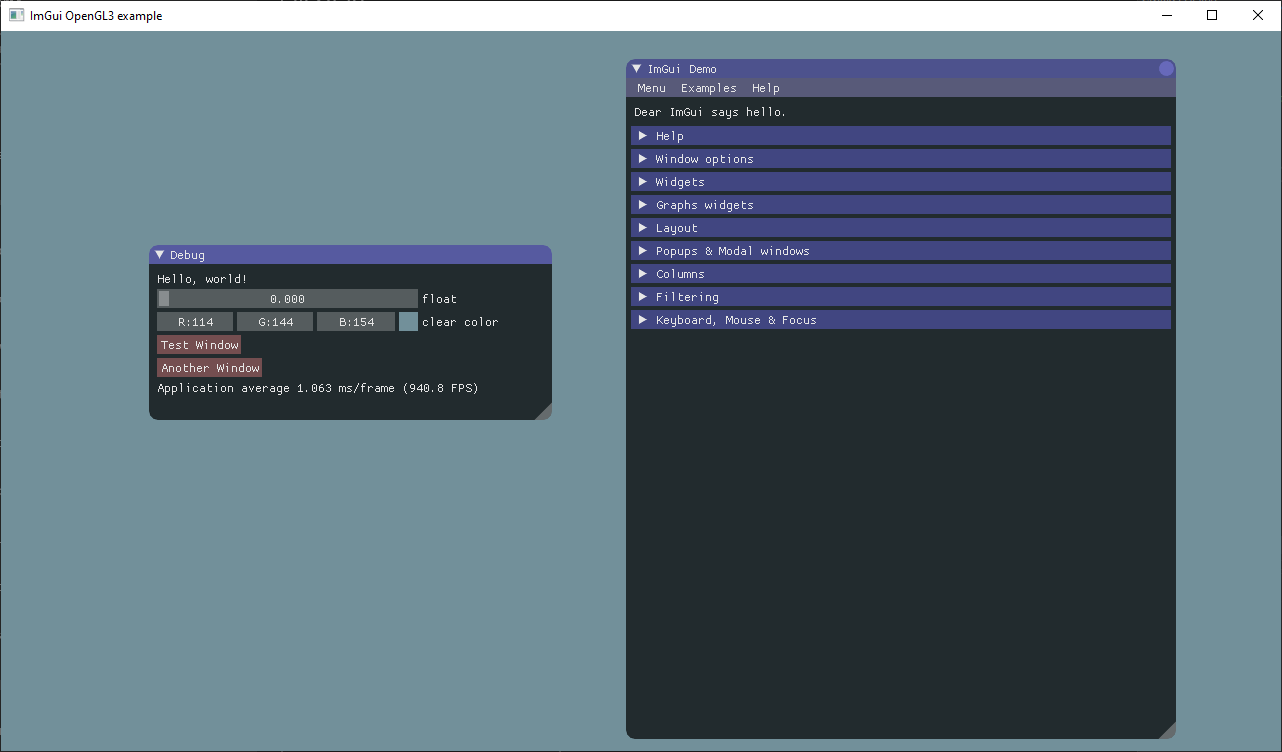 ImGui OpenGL3 example
ImGui Demo
Menu Examples Help
Dear ImGui says hello.
Help
Window options
Widgets
Graphs widgets
Layout
Popups & Modal windows
Columns
Filtering
Keyboard, Mouse & Focus
Debug
Hello, world!
0.000 float
R:114 G:144 B:154 clear color
Test Window
Another Window
Application average 1.063 ms/frame (940.8 FPS)